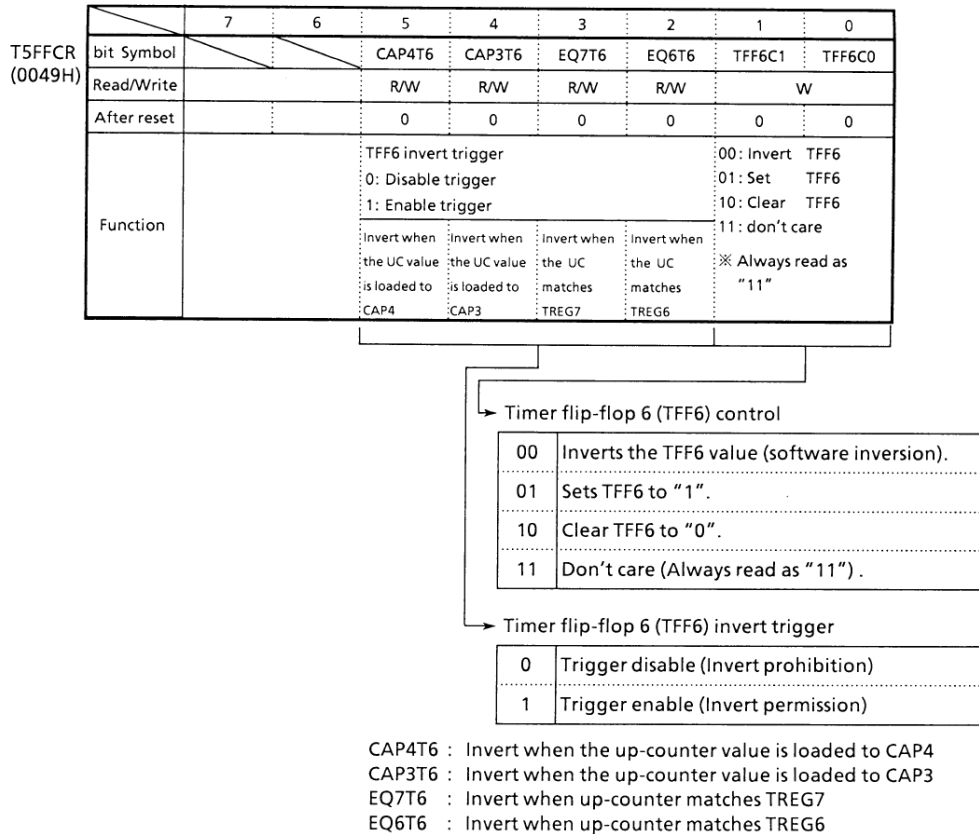 7 6 5 4 3 2 1 0
T5FFCR
(0049H)
bit Symbol CAP4T6 CAP3T6 EQ7T6 EQ6T6 TFF6C1 TFF6C0
Read/Write R/W R/W R/W R/W W
After reset 0 0 0 0 0 0
Function
TFF6 invert trigger
0: Disable trigger
1: Enable trigger
Invert when the UC value is loaded to CAP4
Invert when the UC value is loaded to CAP3
Invert when the UC matches TREG7
Invert when the UC matches TREG6
00: Invert TFF6
01: Set TFF6
10: Clear TFF6
11: don't care
※ Always read as
"11"
Timer flip-flop 6 (TFF6) control
00 Inverts the TFF6 value (software inversion).
01 Sets TFF6 to "1".
10 Clear TFF6 to "0".
11 Don't care (Always read as "11") .
Timer flip-flop 6 (TFF6) invert trigger
0 Trigger disable (Invert prohibition)
1 Trigger enable (Invert permission)
CAP4T6 : Invert when the up-counter value is loaded to CAP4
CAP3T6 : Invert when the up-counter value is loaded to CAP3
EQ7T6 : Invert when up-counter matches TREG7
EQ6T6 : Invert when up-counter matches TREG6